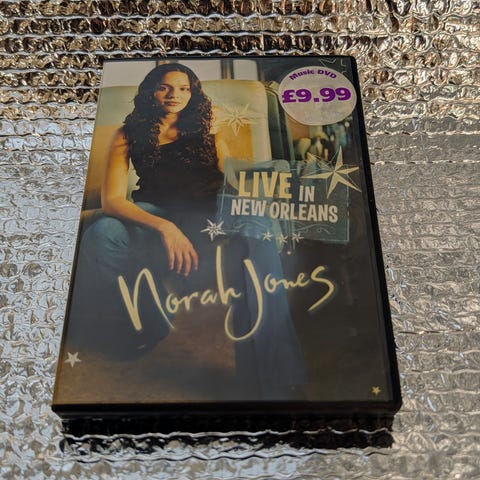 Music DVD
£9.99
LIVE IN
NEW ORLEANS
Norah Jones